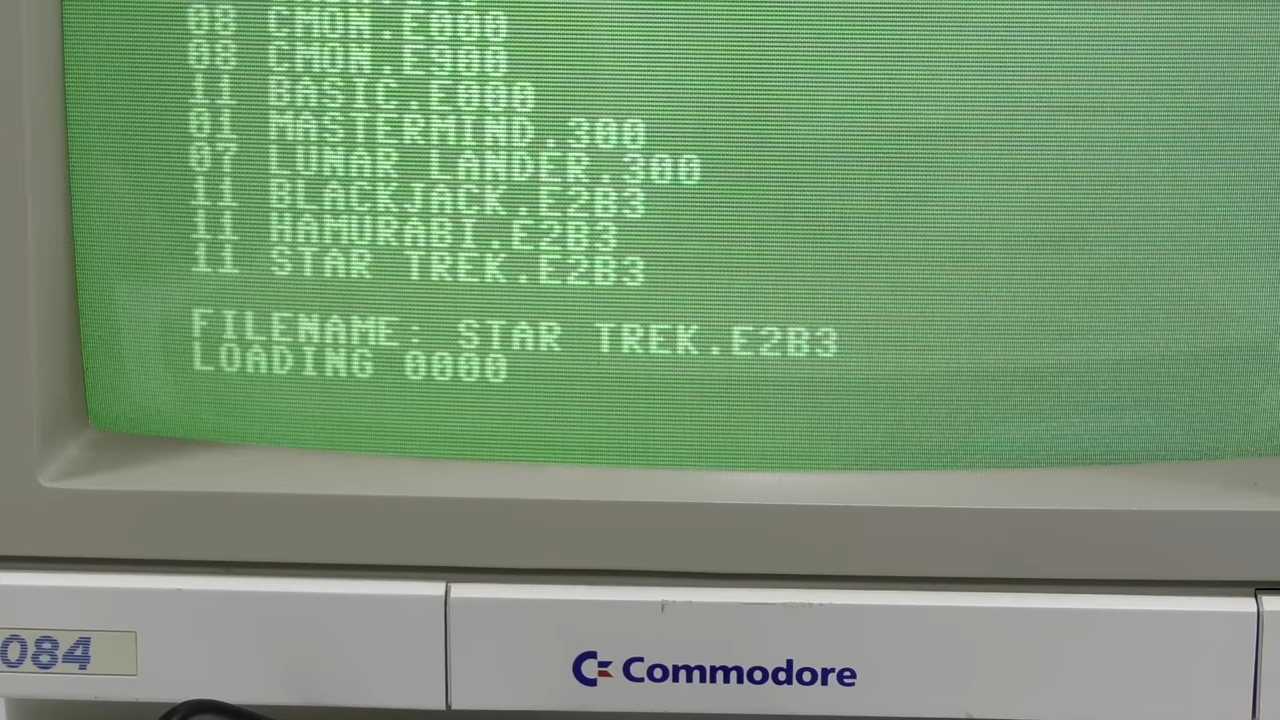 08 CMON.E000
08 CMON.E900
11 BASIC.E000
01 MASTERMIND.300
07 LUNAR LANDER.300
11 BLACKJACK.E2B3
11 HAMURABI.E2B3
11 STAR TREK.E2B3
FILENAME: STAR TREK.E2B3
LOADING 0000
084
Commodore